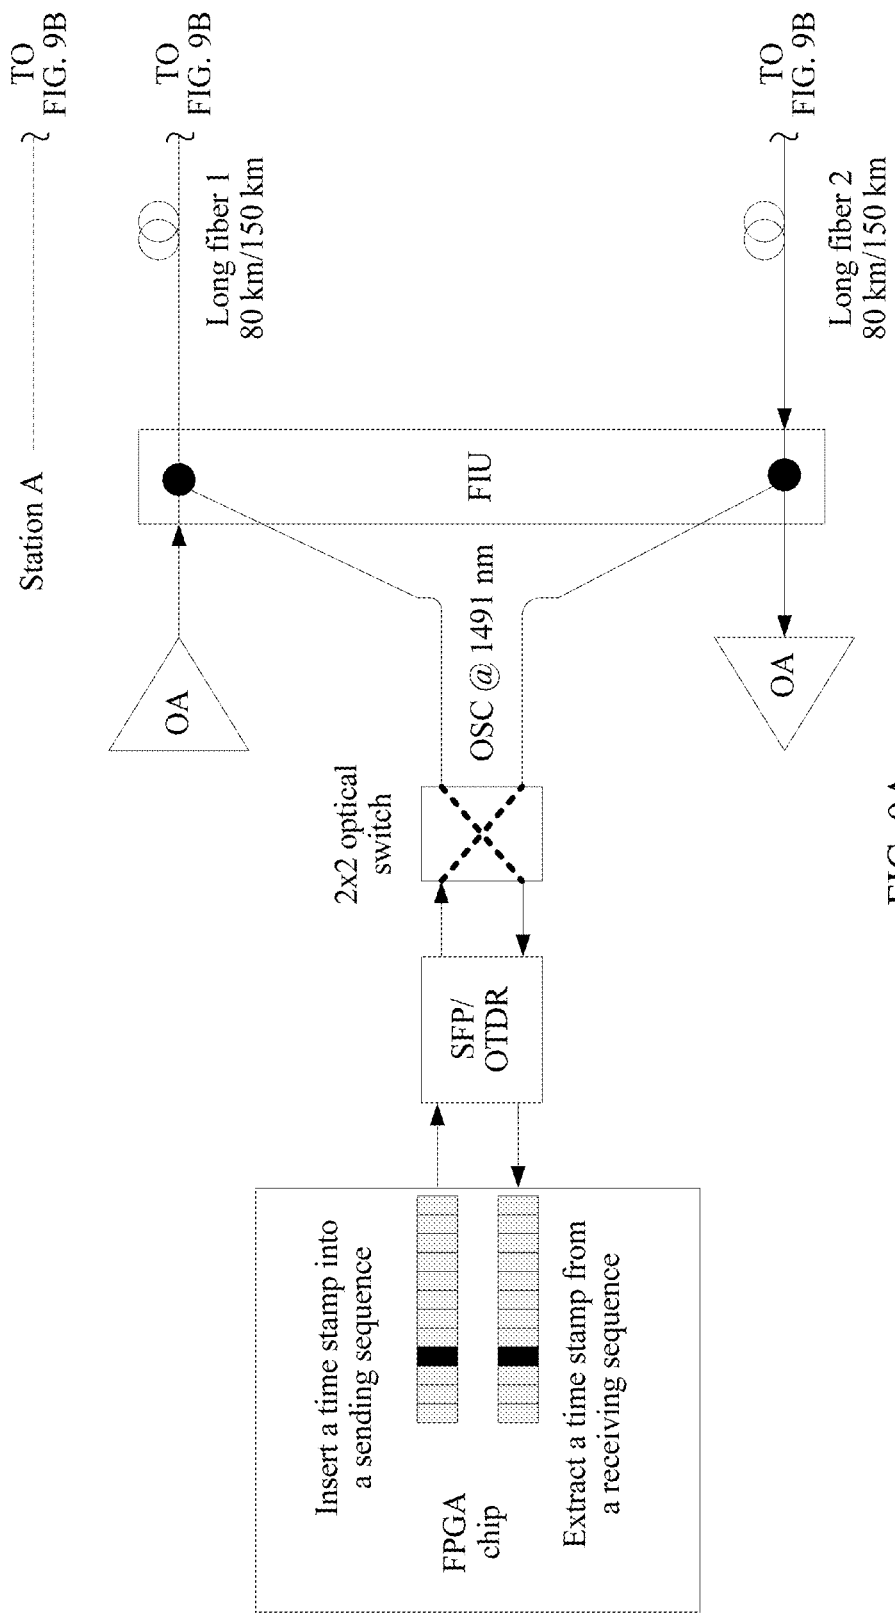 Station A
TO
FIG. 9B
OA
TO
FIG. 9B
Long fiber 1
80 km/150 km
2x2 optical
switch
Insert a time stamp into
a sending sequence
FPGA
chip
SFP/
OTDR
OSC @ 1491 nm
FIU
Extract a time stamp from
a receiving sequence
OA
TO
FIG. 9B
Long fiber 2
80 km/150 km